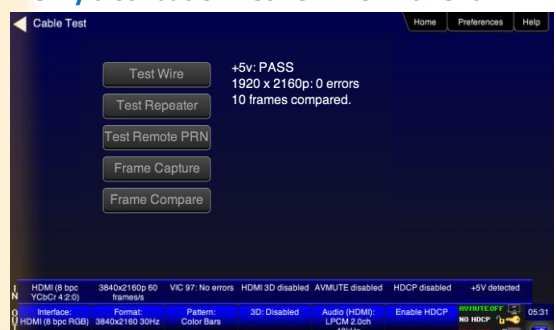 Cable Test
Home Preferences Help
Test Wire
Test Repeater
Test Remote PRN
Frame Capture
Frame Compare
+5v: PASS
1920 x 2160p: 0 errors
10 frames compared.
IN
HDMI (8 bpc YCbCr 4:2:0)
3840x2160p 60 frames/s
VIC 97: No errors
HDMI 3D disabled
AVMUTE disabled
HDCP disabled
+5V detected
Interface: HDMI (8 bpc RGB)
Format: 3840x2160 30Hz
Pattern: Color Bars
3D: Disabled
Audio (HDMI): LPCM 2.0ch
Enable HDCP
AVMUTE OFF
NO HDCP
05:31